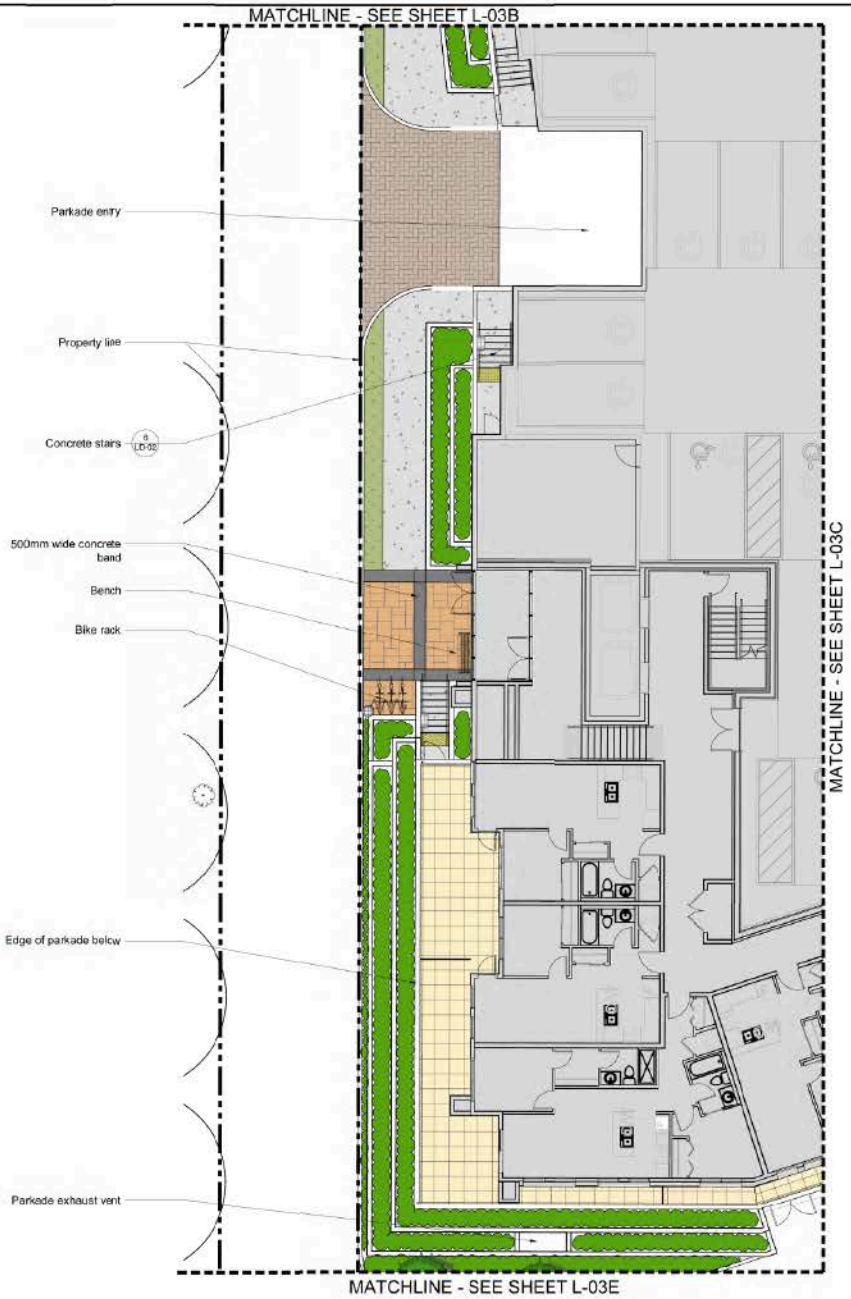 MATCHLINE - SEE SHEET L-03B
Parkade entry
Property line
Concrete stairs
6
LD-02
500mm wide concrete
band
Bench
Bike rack
MATCHLINE - SEE SHEET L-03C
Edge of parkade below
Parkade exhaust vent
MATCHLINE - SEE SHEET L-03E